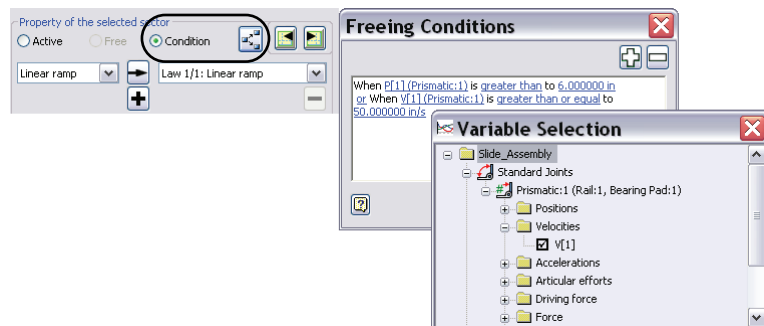 Property of the selected sector
Active Free Condition
Linear ramp Law 1/1: Linear ramp
Freeing Conditions
When P[1] (Prismatic:1) is greater than to 6.000000 in
or When V[1] (Prismatic:1) is greater than or equal to
50.000000 in/s
Variable Selection
Slide_Assembly
Standard Joints
Prismatic:1 (Rail:1, Bearing Pad:1)
Positions
Velocities
V[1]
Accelerations
Articular efforts
Driving force
Force